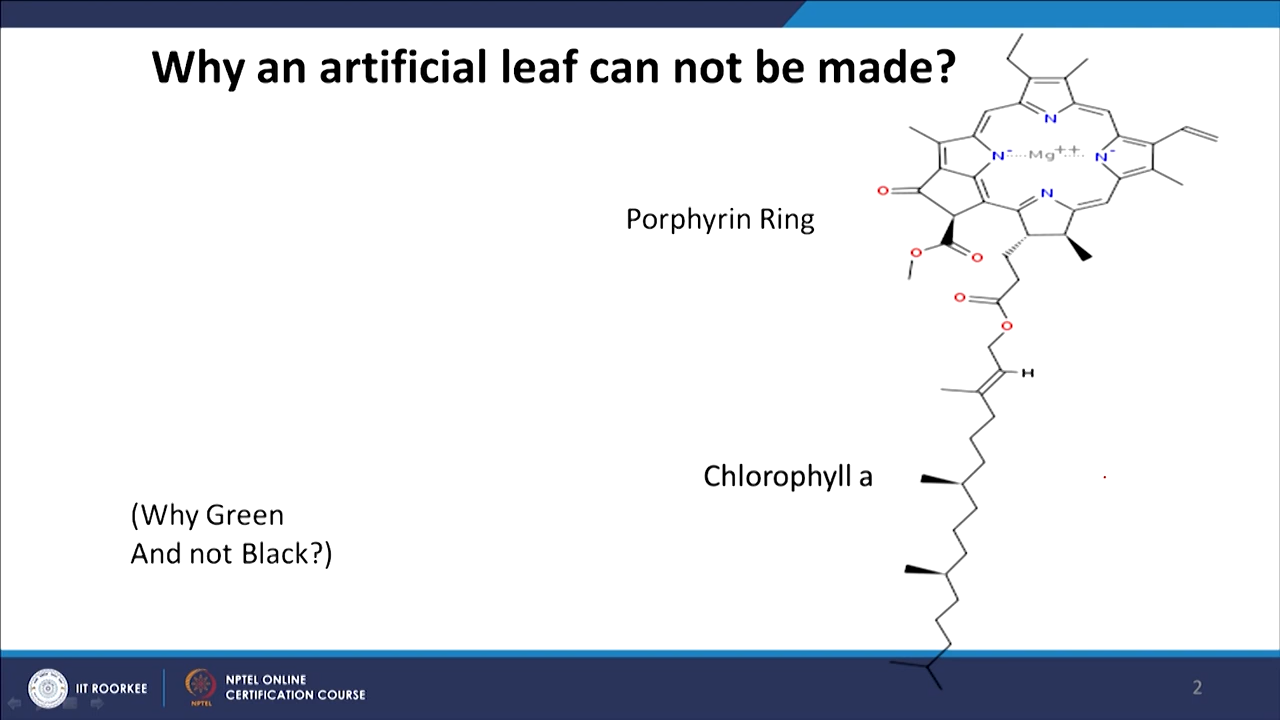 Why an artificial leaf can not be made?
N
N⁻
Mg⁺⁺
N⁻
O
N
Porphyrin Ring
O
O
O
O
H
Chlorophyll a
(Why Green
And not Black?)
IIT ROORKEE
NPTEL
NPTEL ONLINE
CERTIFICATION COURSE
2